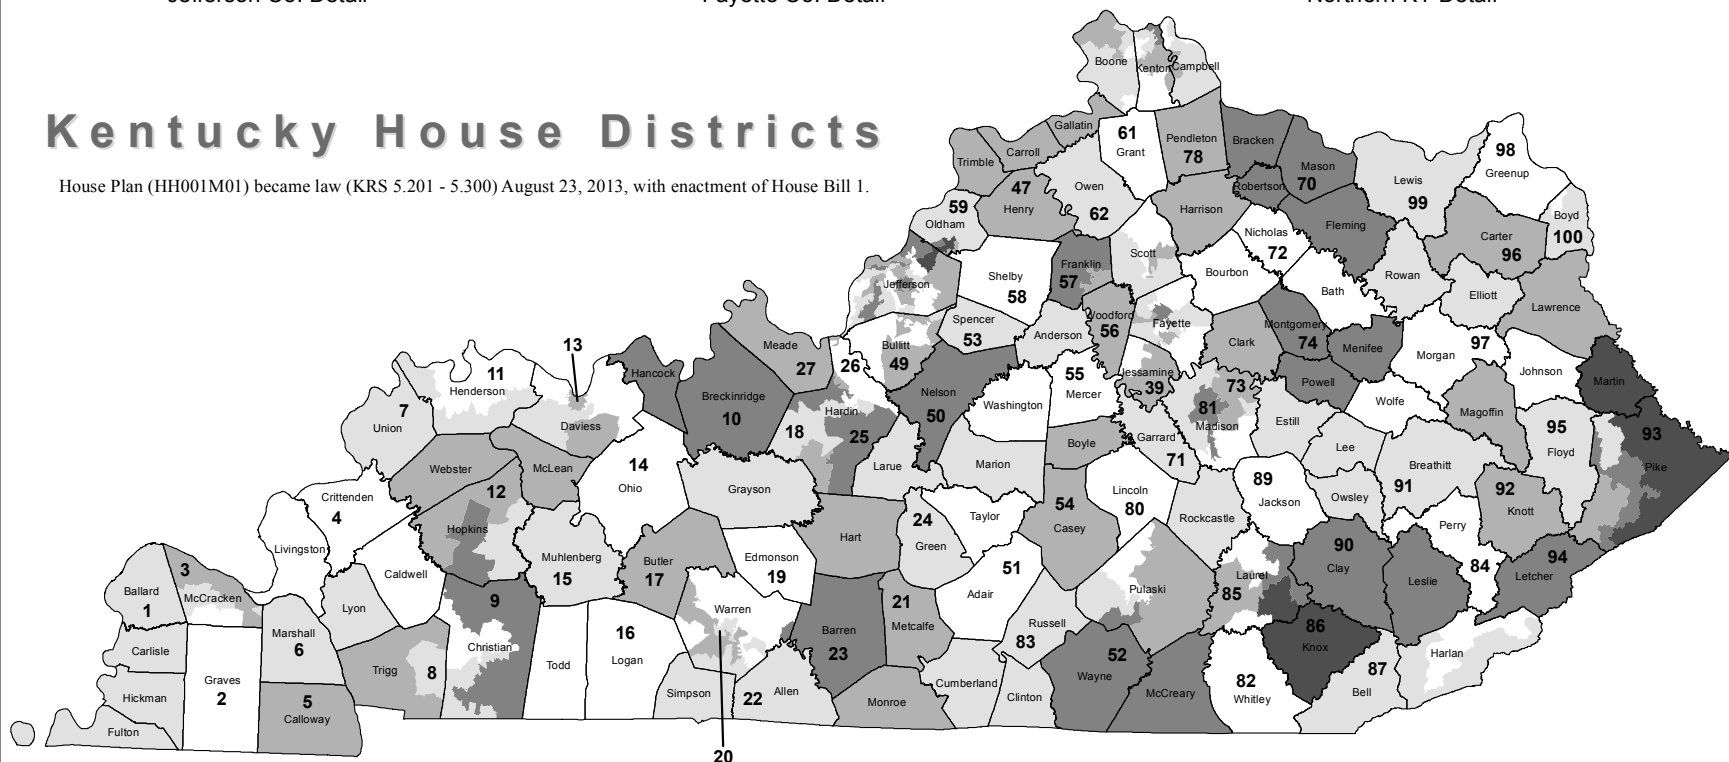 Jefferson Co. Detail
Fayette Co. Detail
Northern KY Detail
Kentucky House Districts
House Plan (HH001M01) became law (KRS 5.201 - 5.300) August 23, 2013, with enactment of House Bill 1.
Boone
Kenton
Campbell
Gallatin
61
Grant
Pendleton
78
Bracken
Mason
70
Robertson
98
Greenup
Trimble
Carroll
47
Henry
Owen
62
Harrison
Lewis
99
Boyd
100
59
Oldham
Fleming
Nicholas
72
Carter
96
Scott
Rowan
Jefferson
Shelby
58
Franklin
57
Bourbon
Bath
Elliott
Lawrence
Spencer
53
Anderson
Woodford
56
Fayette
Clark
Montgomery
74
Menifee
Morgan
97
Johnson
Martin
13
Meade
27
26
Bullitt
49
Hancock
11
Henderson
Breckinridge
10
Nelson
50
Washington
55
Mercer
Jessamine
39
73
81
Madison
Powell
Wolfe
Magoffin
7
Union
Daviess
Hardin
18
25
Estill
Lee
95
Floyd
93
Pike
Garrard
71
Boyle
Larue
Marion
Breathitt
91
Webster
McLean
14
Ohio
Grayson
12
Hopkins
Crittenden
4
54
Casey
Lincoln
80
Rockcastle
89
Jackson
Owsley
92
Knott
Perry
84
24
Green
Taylor
Livingston
Hart
Muhlenberg
15
Butler
17
Edmonson
19
90
Clay
94
Letcher
Leslie
Caldwell
3
McCracken
Ballard
1
Lyon
9
51
Adair
Pulaski
Laurel
85
21
Metcalfe
Warren
Barren
23
Russell
83
86
Knox
Carlisle
Marshall
6
16
Logan
Todd
Christian
8
Trigg
Harlan
52
Wayne
McCreary
82
Whitley
87
Bell
Hickman
Graves
2
5
Calloway
Simpson
22
Allen
Monroe
Cumberland
Clinton
Fulton
20